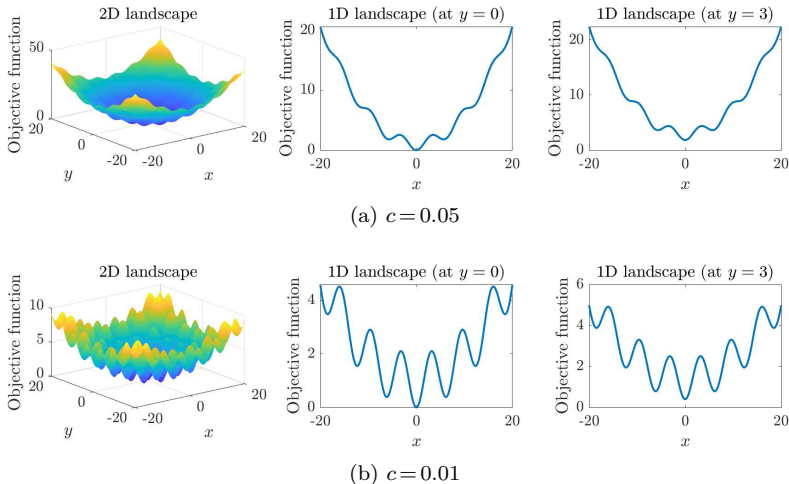 2D landscape
1D landscape (at y = 0)
1D landscape (at y = 3)
Objective function
50
0
20
0
-20
y
-20
0
20
x
Objective function
20
10
0
-20
0
20
x
Objective function
20
10
0
-20
0
20
x
(a) c = 0.05
2D landscape
1D landscape (at y = 0)
1D landscape (at y = 3)
Objective function
10
5
0
20
0
-20
y
-20
0
20
x
Objective function
4
2
0
-20
0
20
x
Objective function
6
4
2
0
-20
0
20
x
(b) c = 0.01